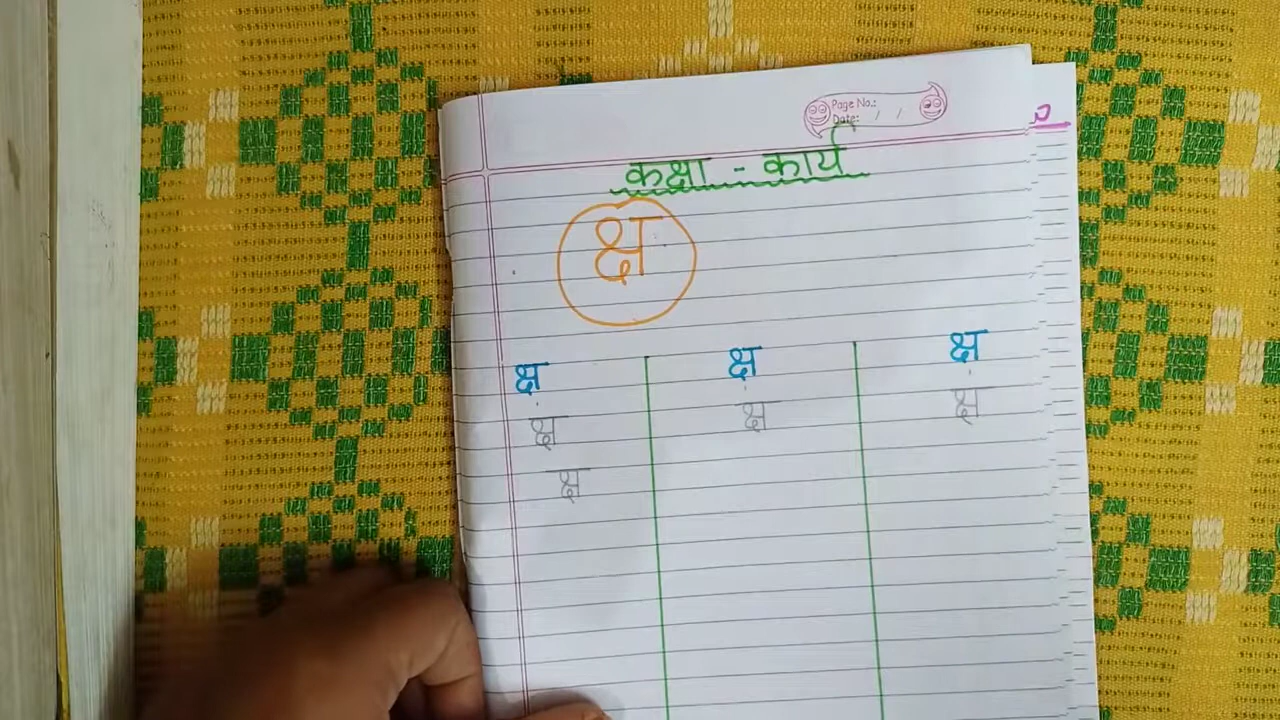 Page No.:
Date: / /
कक्षा - कार्य
क्ष
क्ष क्ष क्ष
क्ष क्ष क्ष
क्ष